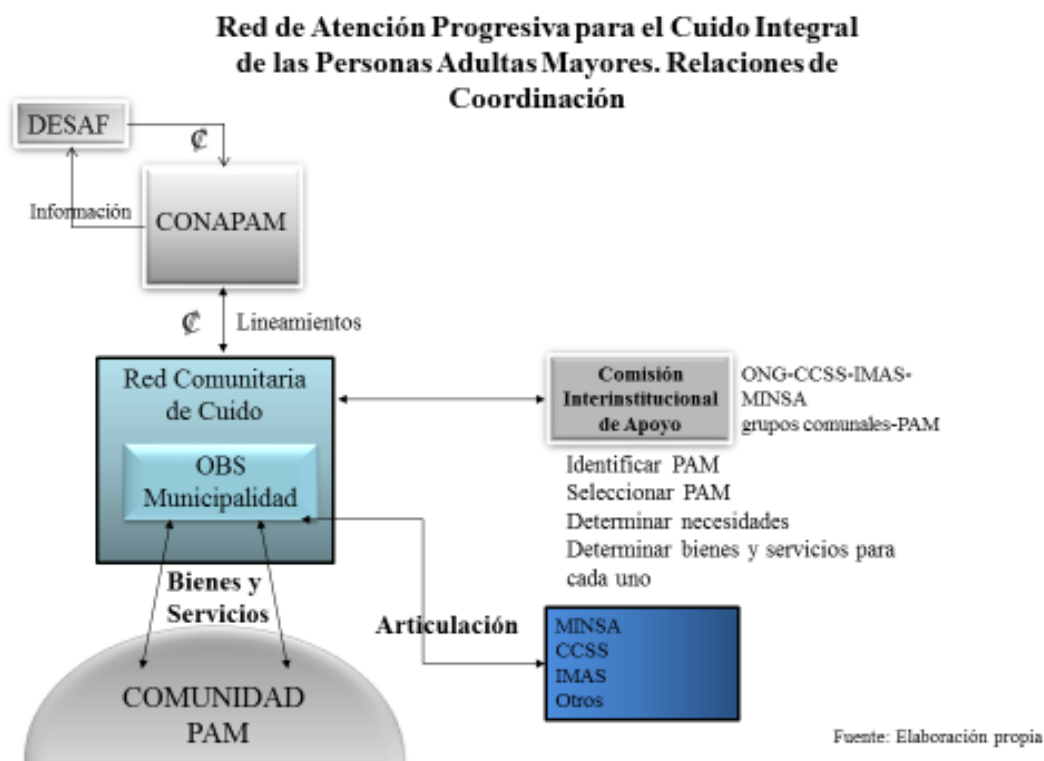 Red de Atención Progresiva para el Cuido Integral
de las Personas Adultas Mayores. Relaciones de
Coordinación
DESAF
₡
Información
CONAPAM
₡ Lineamientos
Red Comunitaria
de Cuido
OBS
Municipalidad
Comisión
Interinstitucional
de Apoyo
ONG-CCSS-IMAS-
MINSA
grupos comunales-PAM
Identificar PAM
Seleccionar PAM
Determinar necesidades
Determinar bienes y servicios para
cada uno
Bienes y
Servicios
Articulación
MINSA
CCSS
IMAS
Otros
COMUNIDAD
PAM
Fuente: Elaboración propia